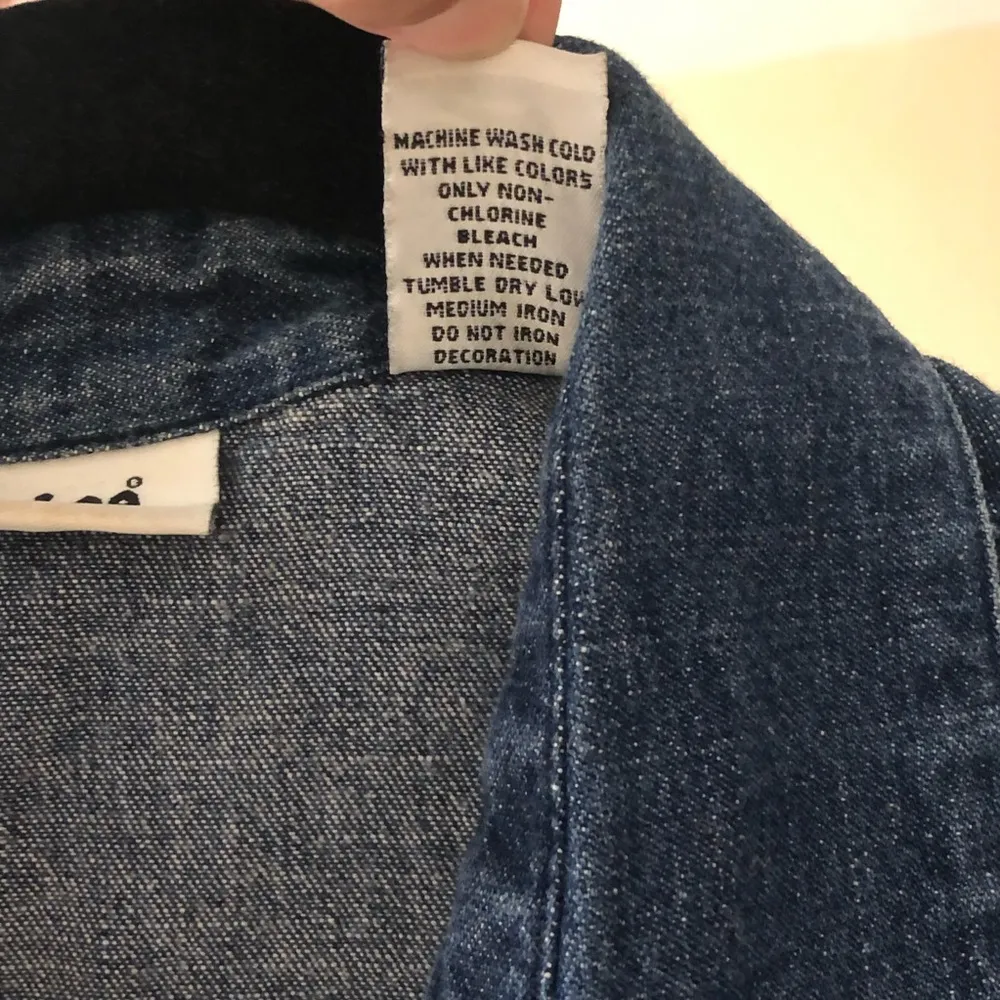 MACHINE WASH COLD
WITH LIKE COLORS
ONLY NON-
CHLORINE
BLEACH
WHEN NEEDED
TUMBLE DRY LOW
MEDIUM IRON
DO NOT IRON
DECORATION